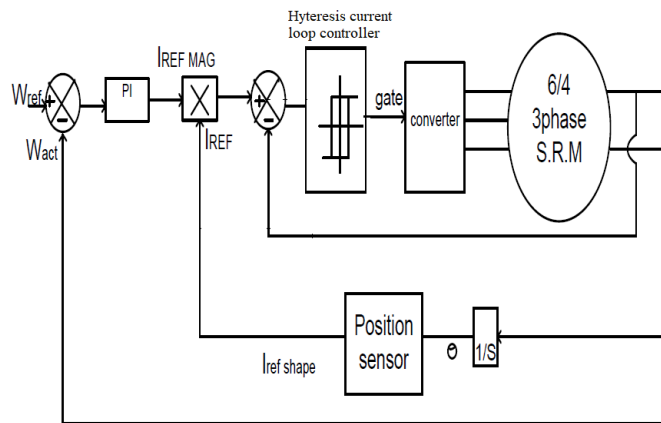 Hyteresis current
loop controller
IREF MAG
Wref
+
-
Wact
PI
X
IREF
+
-
gate
converter
6/4
3phase
S.R.M
Iref shape
Position
sensor
Θ
1/S